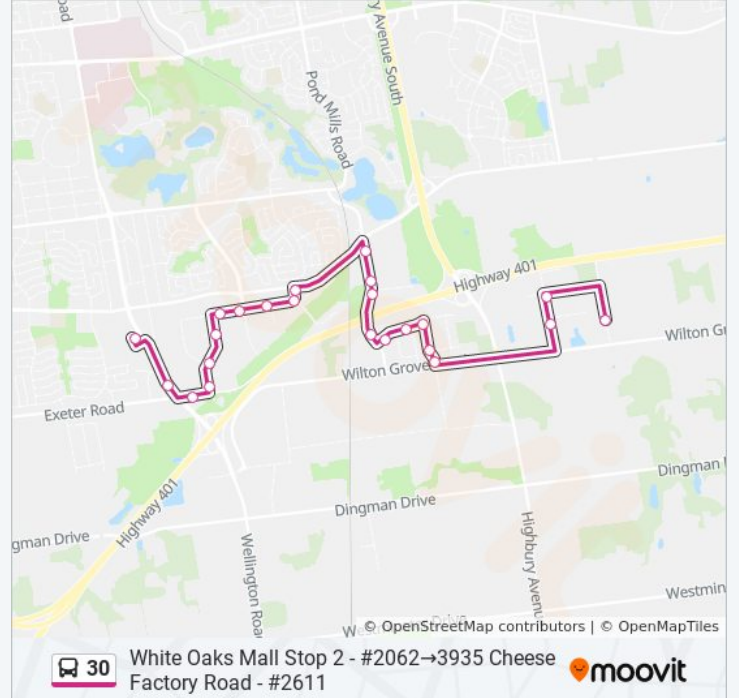 oad
y Avenue South
Pond Mills Road
Highway 401
Wilton Gr
Wilton Grove
Exeter Road
Dingman
Highway 401
Dingman Drive
gman Drive
Wellington Road
Highbury Avenu
Westmin
© OpenStreetMap contributors | © OpenMapTiles
30
White Oaks Mall Stop 2 - #2062→3935 Cheese
Factory Road - #2611
moovit